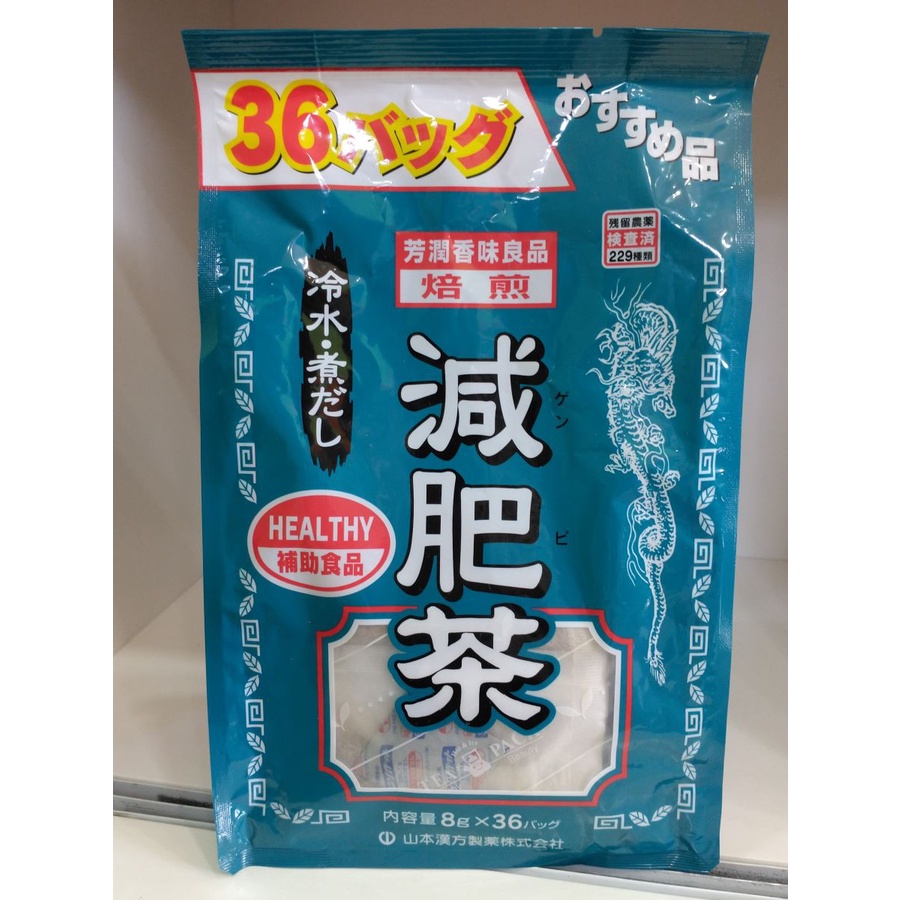 36バッグ
おすすめ品
残留農薬
検査済
229種類
芳潤香味良品
焙煎
冷水・煮だし
減肥茶
ゲンピ
HEALTHY
補助食品
内容量8g×36バッグ
山本漢方製薬株式会社